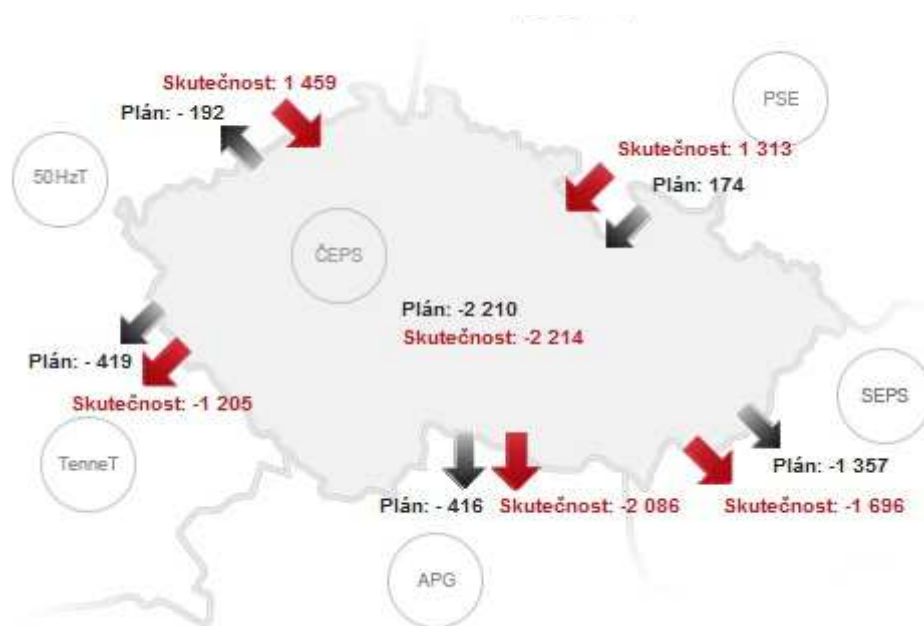 Skutečnost: 1 459
Plán: - 192
PSE
Skutečnost: 1 313
50HzT
Plán: 174
ČEPS
Plán: -2 210
Skutečnost: -2 214
Plán: - 419
Skutečnost: -1 205
SEPS
TenneT
Plán: -1 357
Plán: - 416
Skutečnost: -2 086
Skutečnost: -1 696
APG